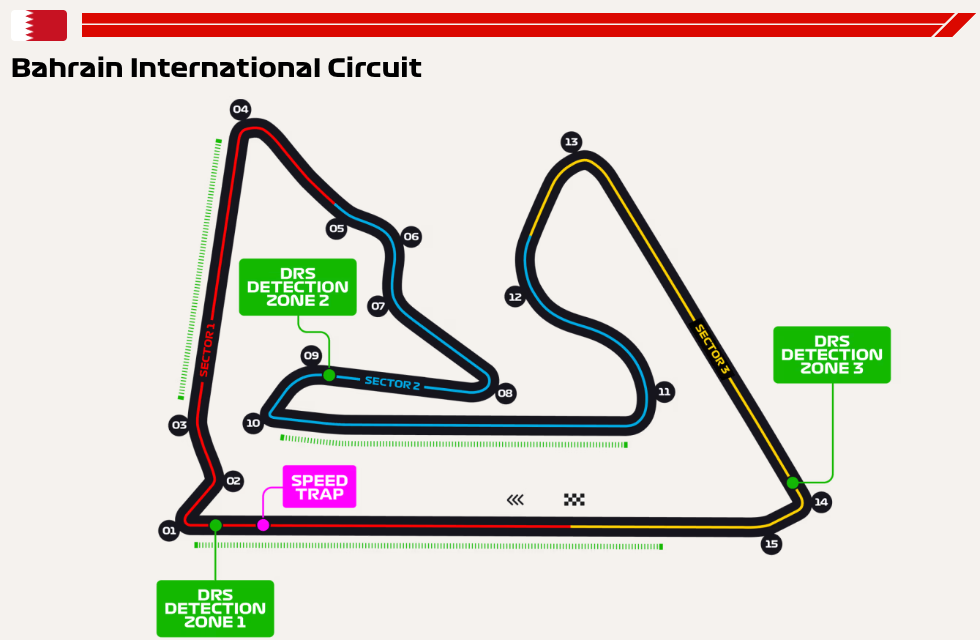 Bahrain International Circuit
04
13
05
06
DRS
DETECTION
ZONE 2
12
07
SECTOR 1
SECTOR 3
DRS
DETECTION
ZONE 3
09
SECTOR 2
08
11
03
10
02
SPEED
TRAP
14
01
15
DRS
DETECTION
ZONE 1